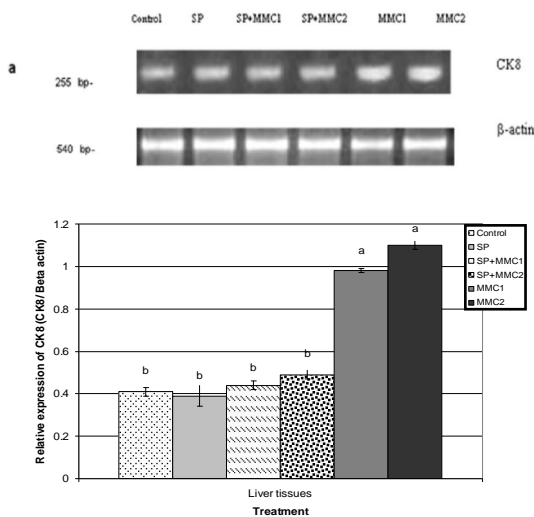 Control SP SP+MMC1 SP+MMC2 MMC1 MMC2
a
255 bp-
CK8
540 bp-
β-actin
Relative expression of CK8 (CK8/ Beta actin)
1.2
1
0.8
0.6
0.4
0.2
0
b b b b a a
Control
SP
SP+MMC1
SP+MMC2
MMC1
MMC2
Liver tissues
Treatment